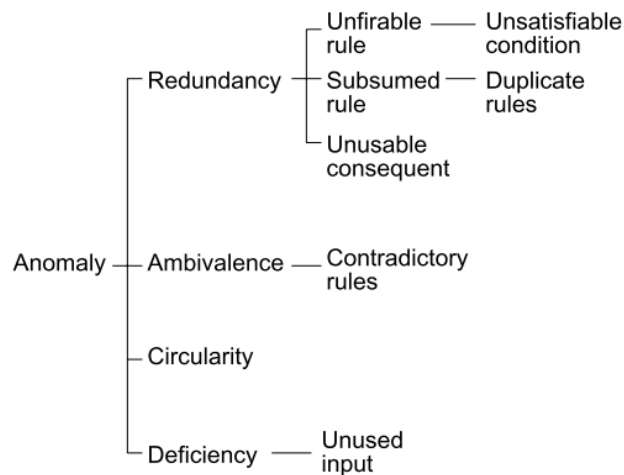 Unfirable
rule
Unsatisfiable
condition
Redundancy
Subsumed
rule
Duplicate
rules
Unusable
consequent
Anomaly
Ambivalence
Contradictory
rules
Circularity
Deficiency
Unused
input